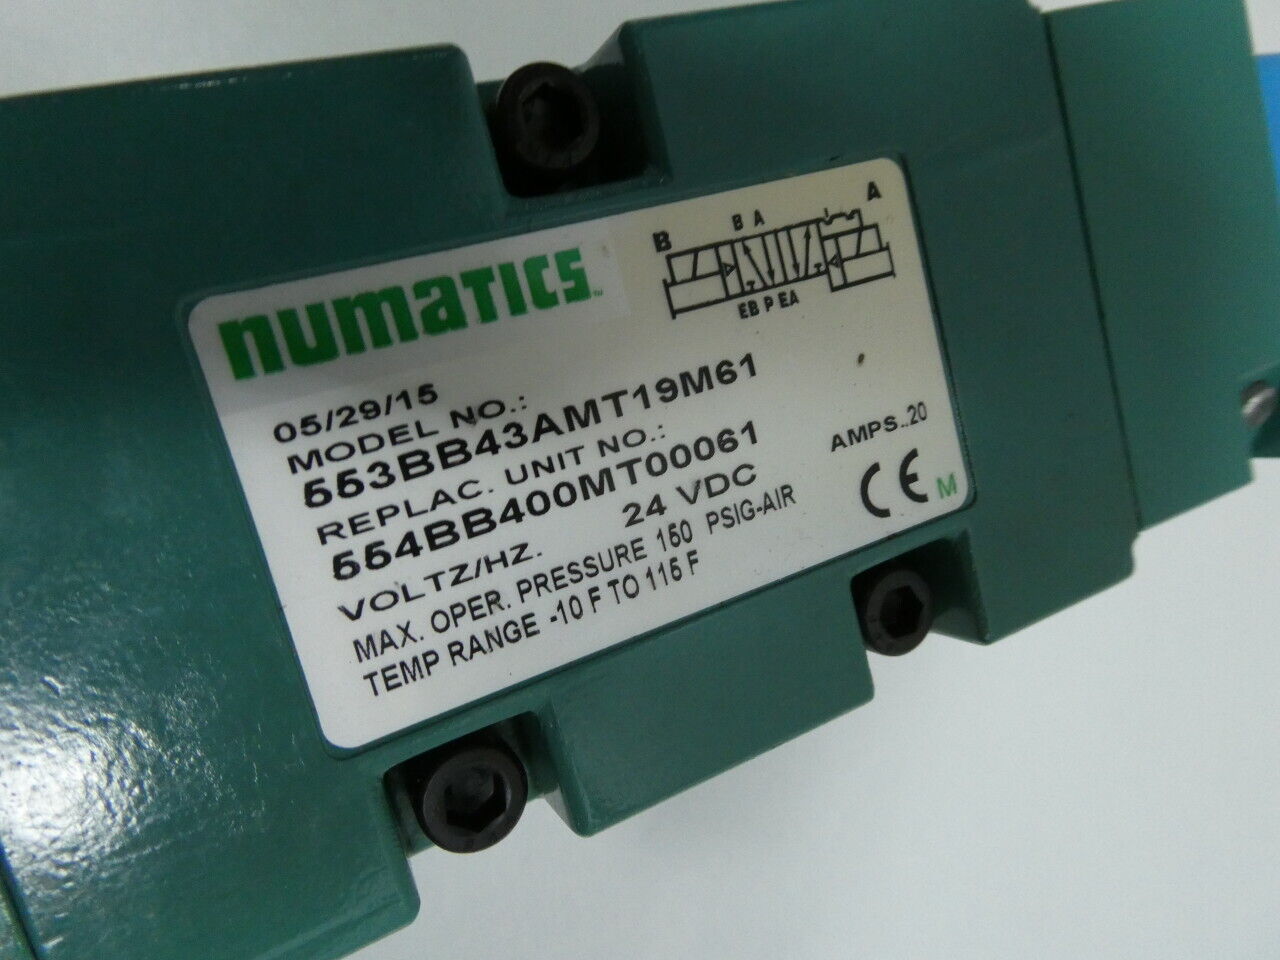 numatics™
B A
B A
EB P EA
05/29/15
MODEL NO.:
553BB43AMT19M61
REPLAC. UNIT NO.:
554BB400MT00061
VOLTZ/HZ. 24 VDC AMPS..20
MAX. OPER. PRESSURE 150 PSIG-AIR
TEMP RANGE -10 F TO 115 F
CE M